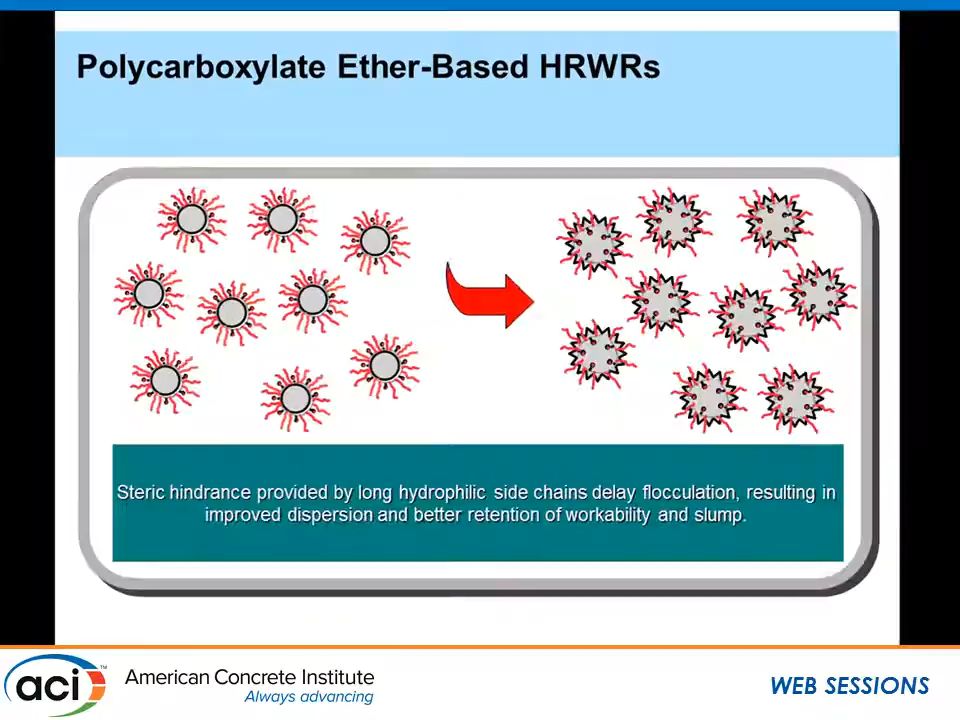 Polycarboxylate Ether-Based HRWRs
Steric hindrance provided by long hydrophilic side chains delay flocculation, resulting in
improved dispersion and better retention of workability and slump.
aci™
American Concrete Institute
Always advancing
WEB SESSIONS